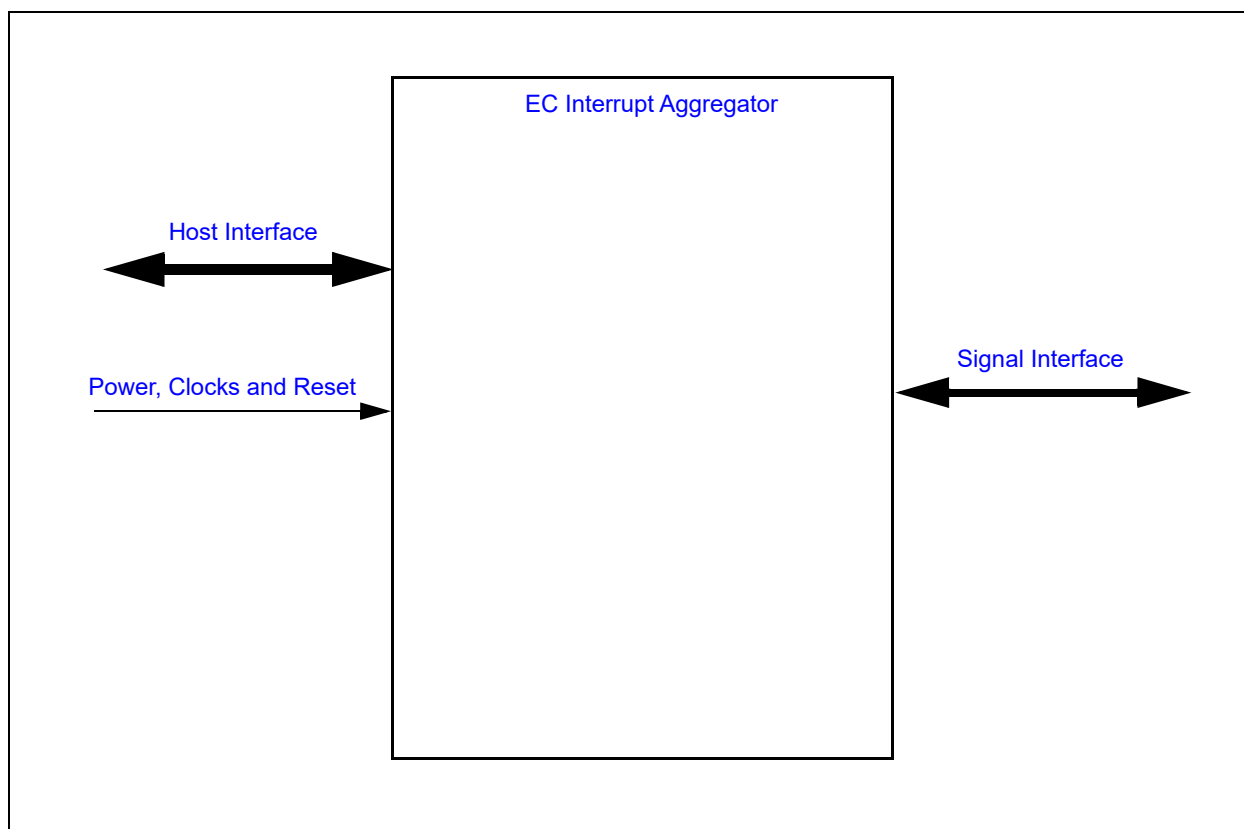 EC Interrupt Aggregator
Host Interface
Power, Clocks and Reset
Signal Interface